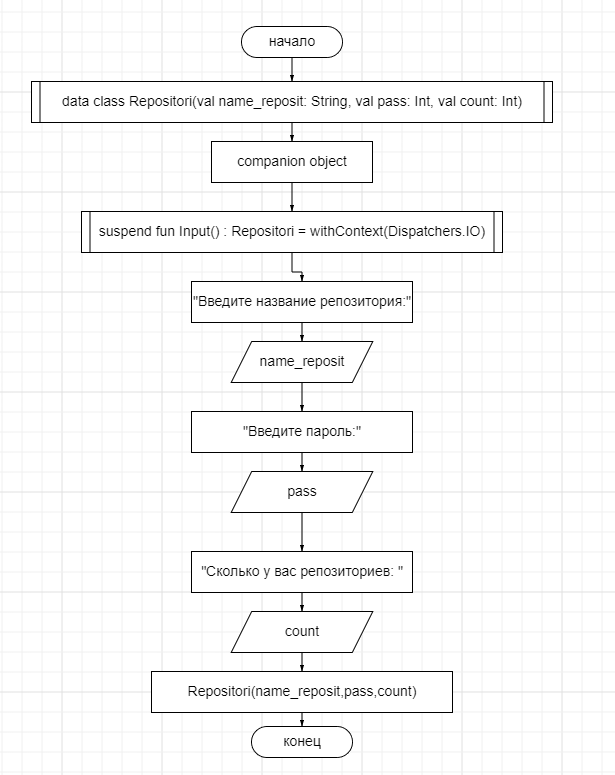 начало
data class Repositori(val name_reposit: String, val pass: Int, val count: Int)
companion object
suspend fun Input() : Repositori = withContext(Dispatchers.IO)
"Введите название репозитория:"
name_reposit
"Введите пароль:"
pass
"Сколько у вас репозиториев: "
count
Repositori(name_reposit,pass,count)
конец